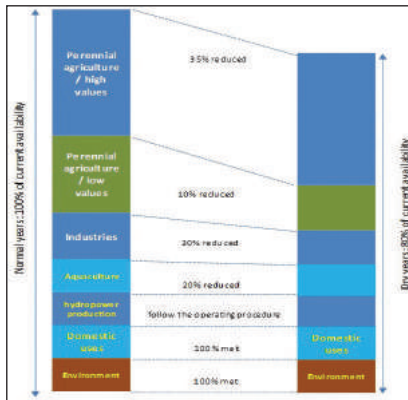 Normal years:100% of current availability
Perennial
agriculture
/ high
values
Perennial
agriculture
/ low
values
Industries
Aquaculture
hydropower
production
Domestic
uses
Environment
35% reduced
10% reduced
20% reduced
20% reduced
follow the operating procedure
100% met
100% met
Domestic
uses
Environment
Dry years:80% of current availability